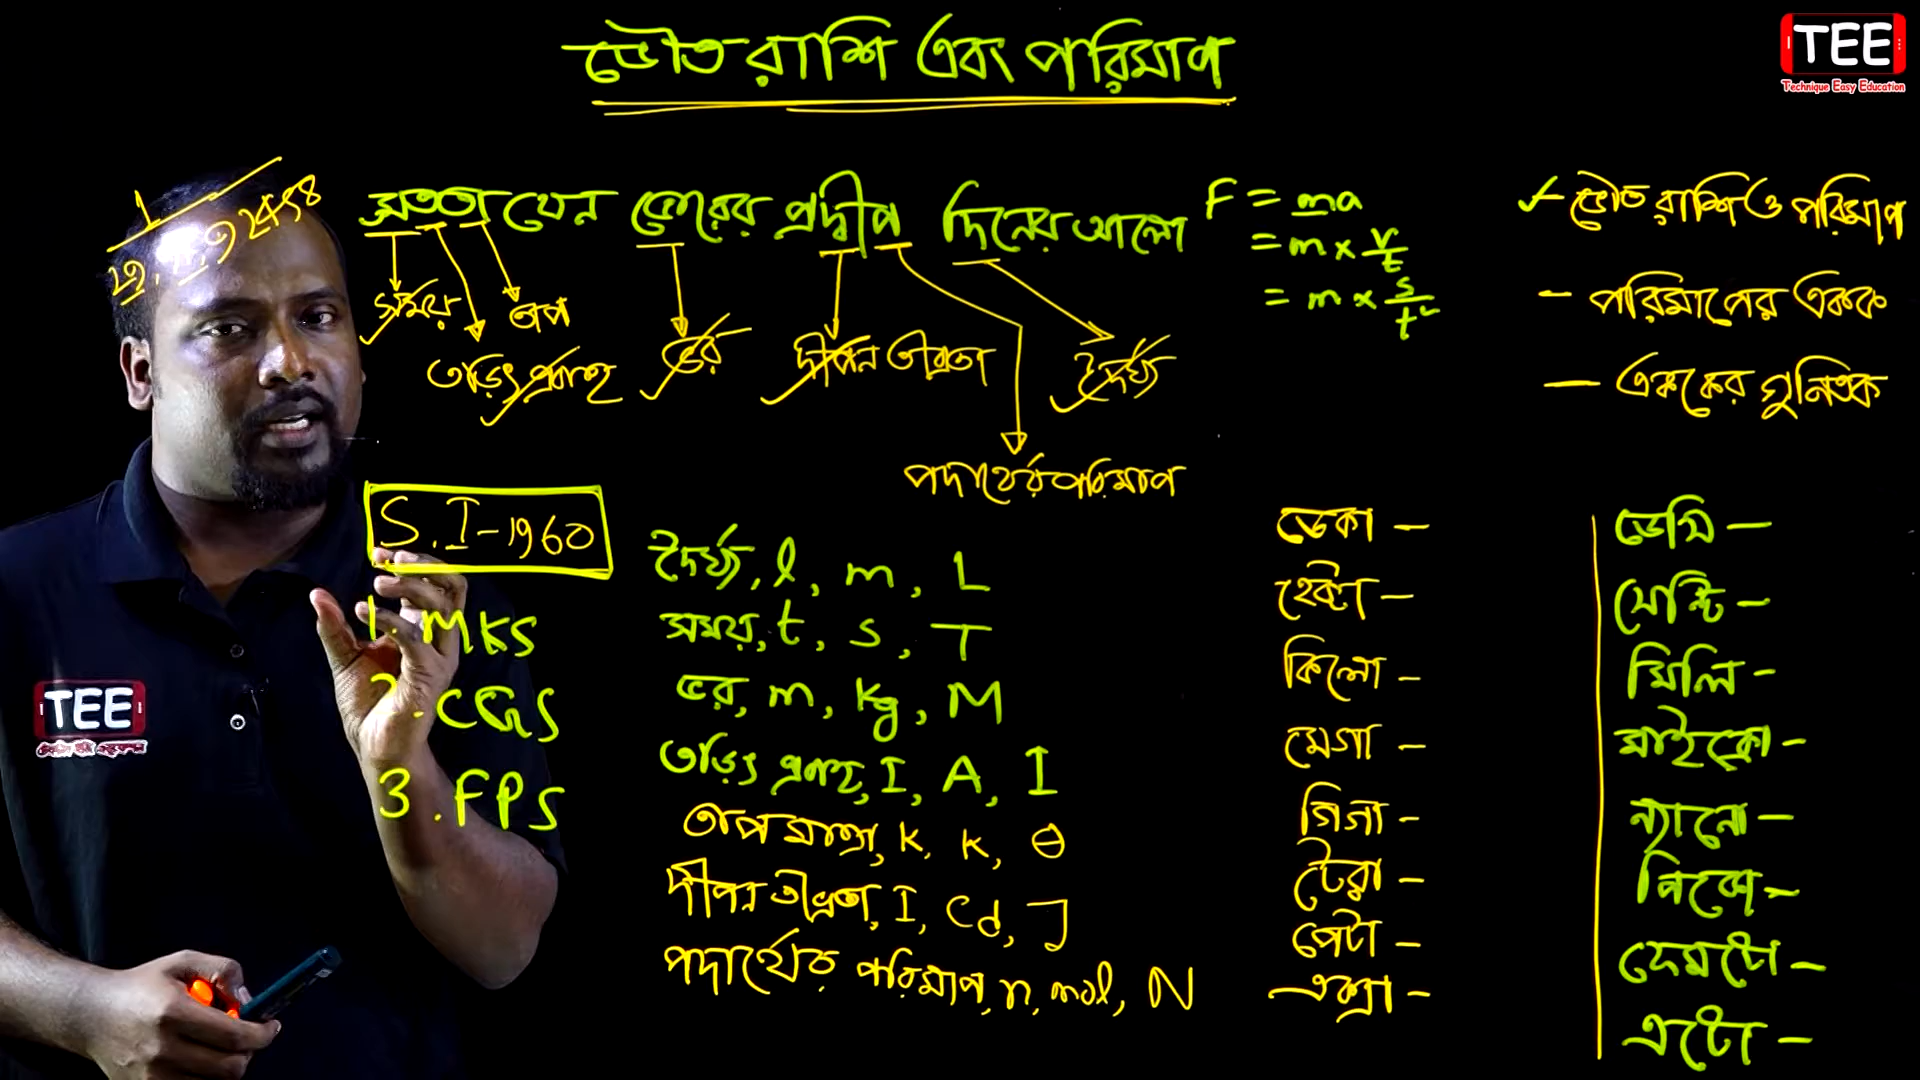 ভৌত রাশি এবং পরিমাপ
TEE
Technique Easy Education
সততা যেন ভোরের প্রদীপ দিনের আলো
সময়
তাপ
তড়িৎ প্রবাহ
ভর
দীপন তীব্রতা
দৈর্ঘ্য
পদার্থের পরিমাণ
F = ma
= m × v/t
= m × s/t²
✓ ভৌত রাশি ও পরিমাপ
– পরিমাপের একক
– এককের গুনিতক
S.I – 1960
1. MKS
2. CGS
3. FPS
দৈর্ঘ্য, l, m, L
সময়, t, s, T
ভর, m, kg, M
তড়িৎ প্রবাহ, I, A, I
তাপমাত্রা, K, K, θ
দীপন তীব্রতা, I, Cd, J
পদার্থের পরিমাণ, n, mol, N
ডেকা –
হেক্টা –
কিলো –
মেগা –
গিগা –
টেরা –
পেটা –
এক্সা –
ডেসি –
সেন্টি –
মিলি –
মাইক্রো –
ন্যানো –
পিকো –
ফেমটো –
এটো –
TEE